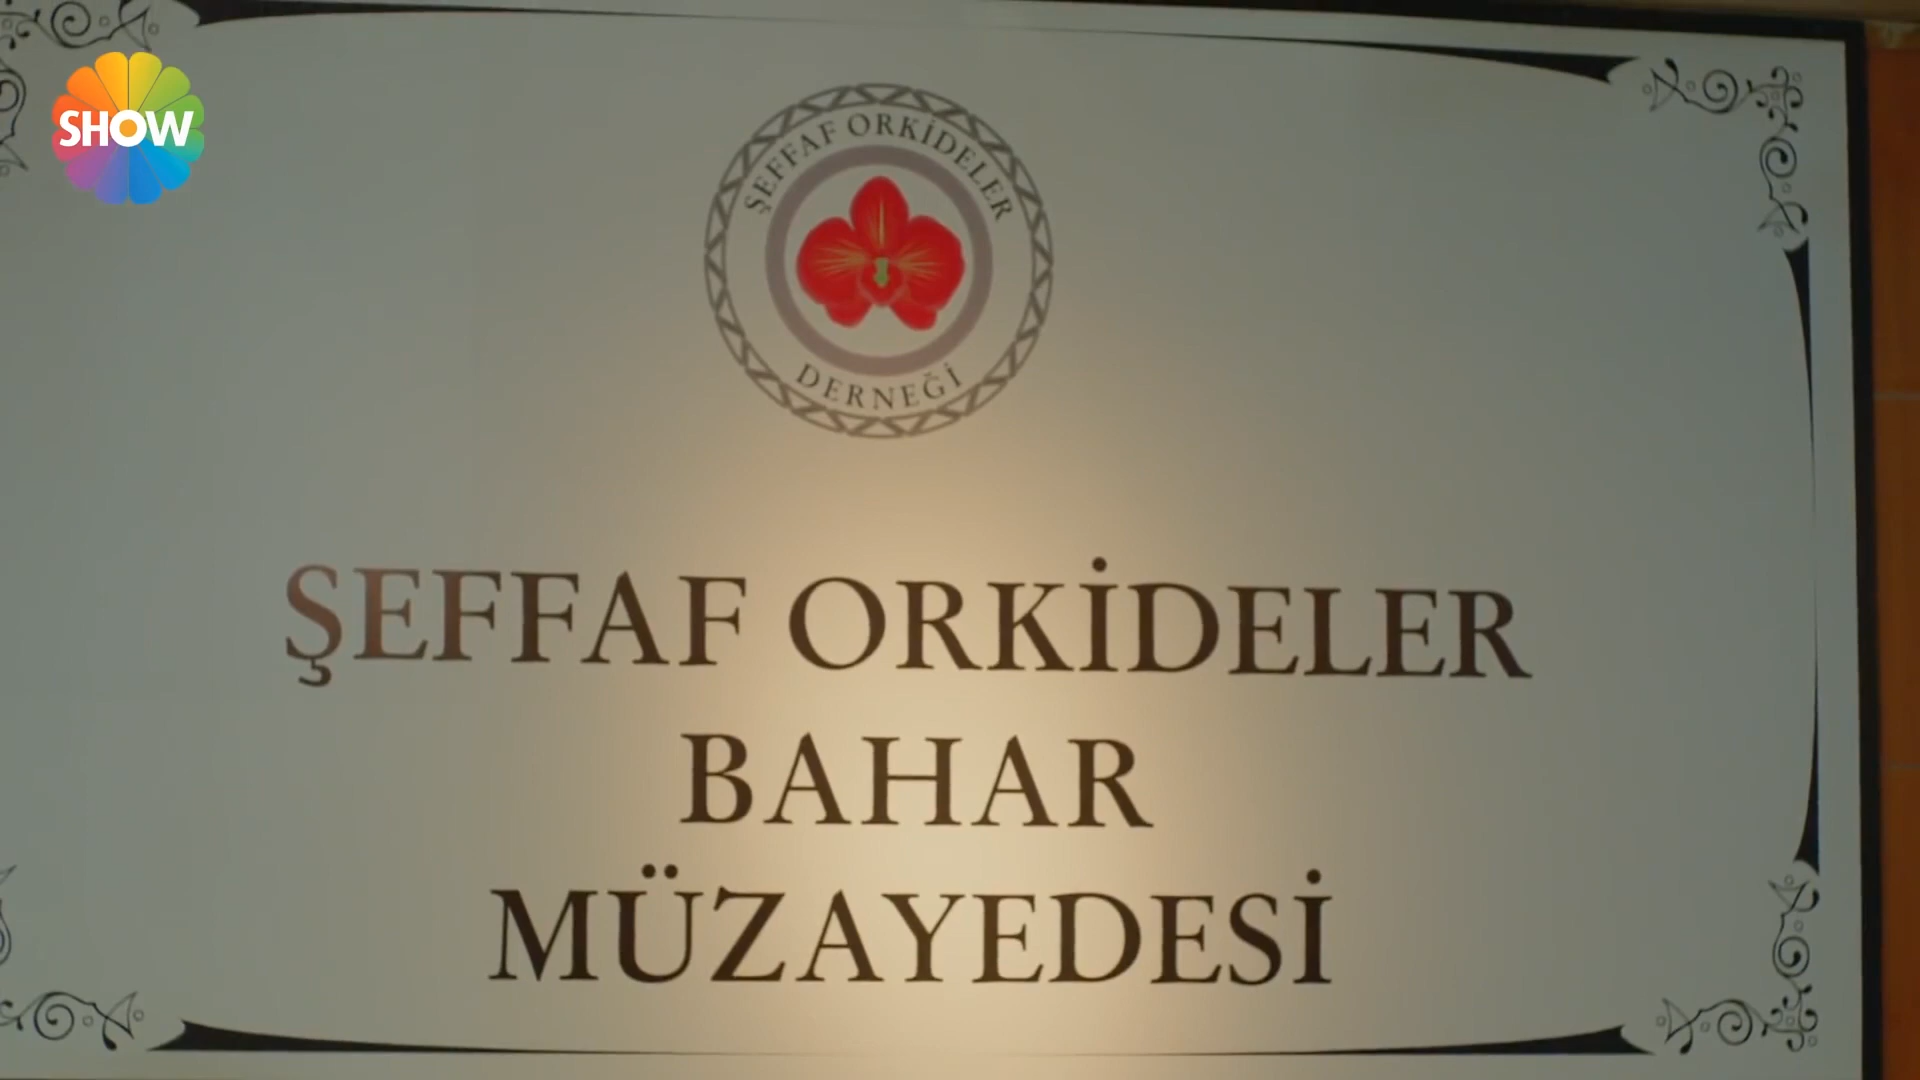 SHOW
ŞEFFAF ORKİDELER
DERNEĞİ
ŞEFFAF ORKİDELER
BAHAR
MÜZAYEDESİ